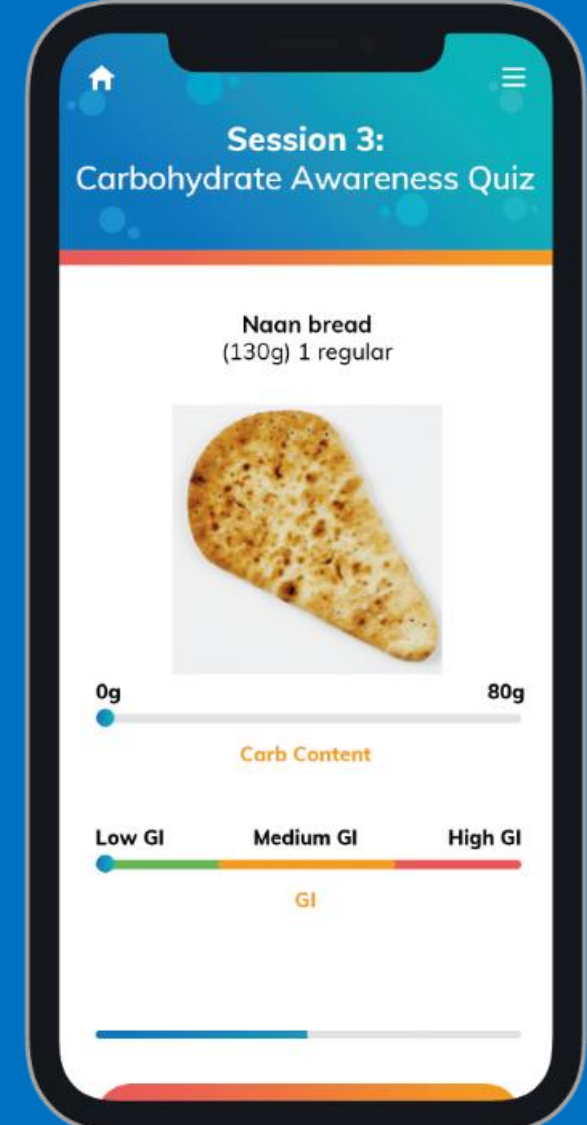 Session 3:
Carbohydrate Awareness Quiz
Naan bread
(130g) 1 regular
0g 80g
Carb Content
Low GI Medium GI High GI
GI